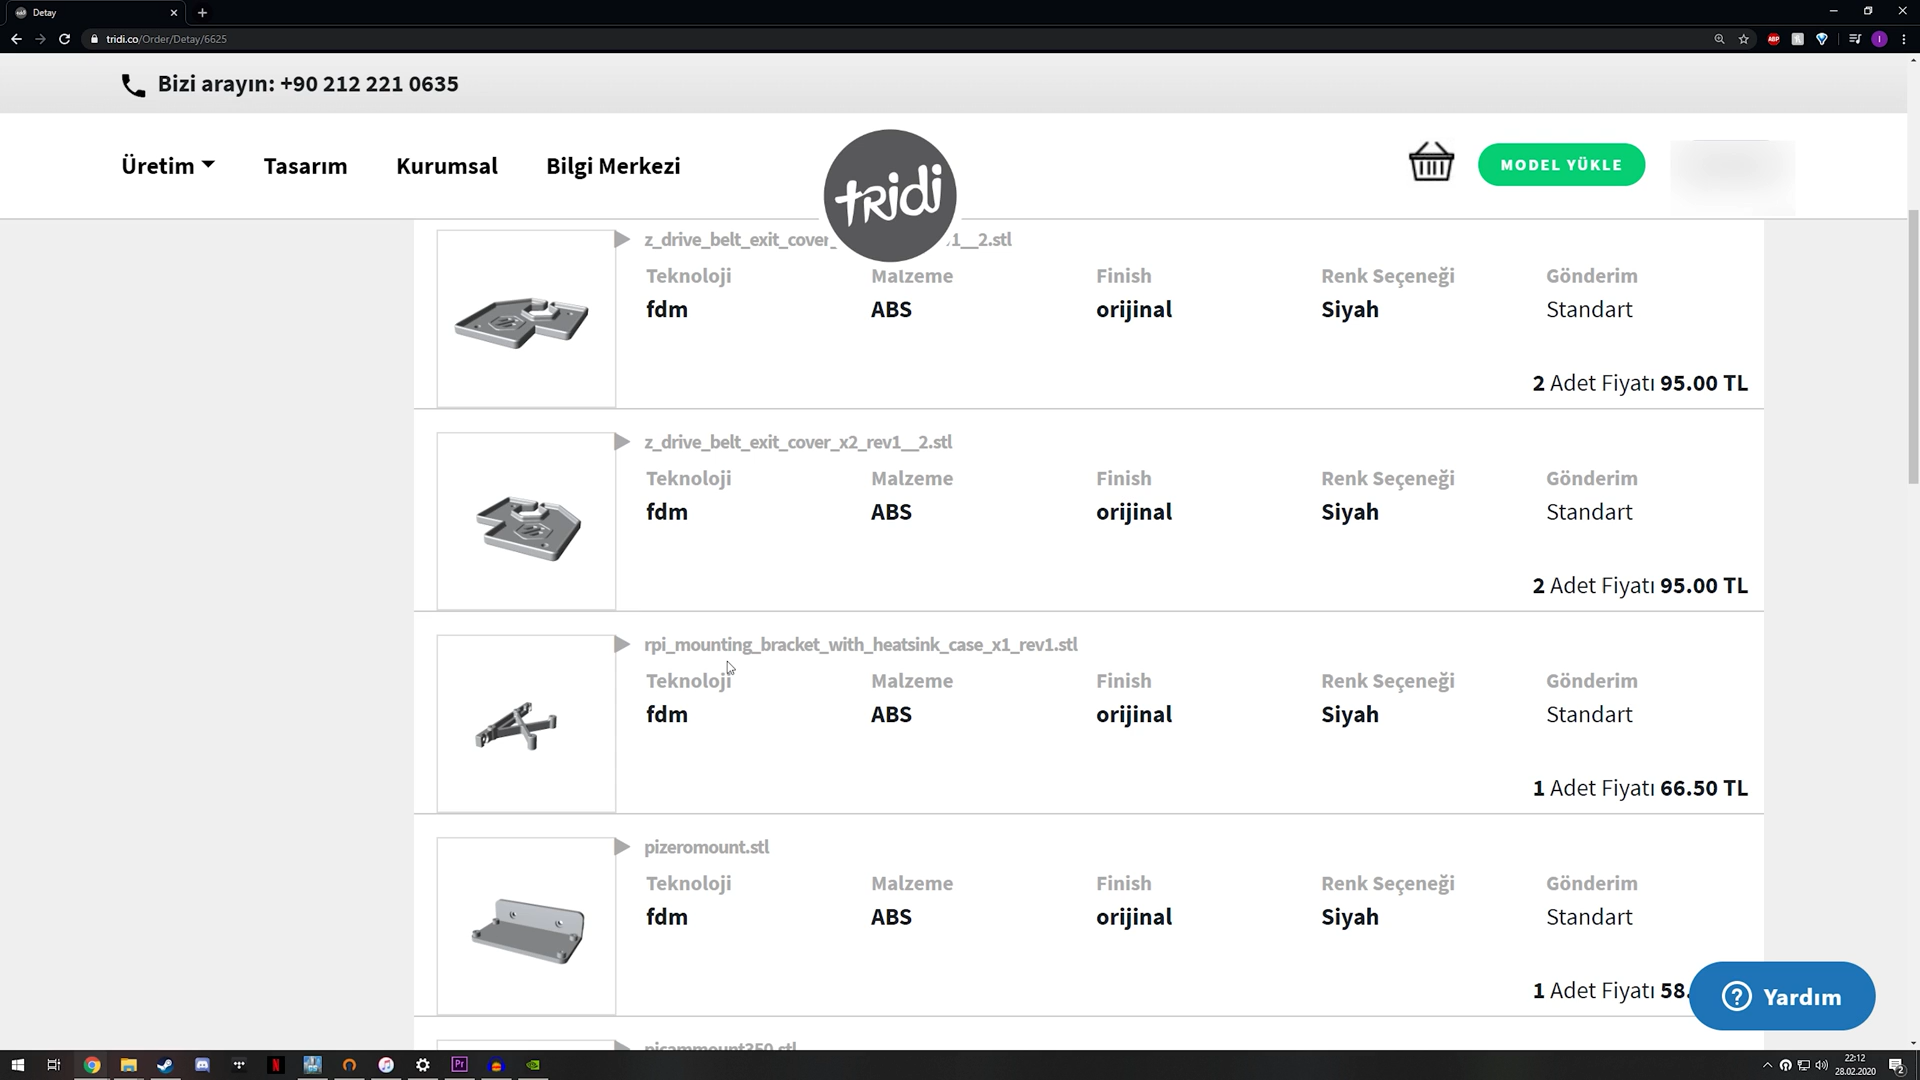 Detay
tridi.co/Order/Detay/6625
ABP
Bizi arayın: +90 212 221 0635
Üretim Tasarım Kurumsal Bilgi Merkezi
tridi
MODEL YÜKLE
z_drive_belt_exit_cover_ 1__2.stl
Teknoloji Malzeme Finish Renk Seçeneği Gönderim
fdm ABS orijinal Siyah Standart
2 Adet Fiyatı 95.00 TL
z_drive_belt_exit_cover_x2_rev1__2.stl
Teknoloji Malzeme Finish Renk Seçeneği Gönderim
fdm ABS orijinal Siyah Standart
2 Adet Fiyatı 95.00 TL
rpi_mounting_bracket_with_heatsink_case_x1_rev1.stl
Teknoloji Malzeme Finish Renk Seçeneği Gönderim
fdm ABS orijinal Siyah Standart
1 Adet Fiyatı 66.50 TL
pizeromount.stl
Teknoloji Malzeme Finish Renk Seçeneği Gönderim
fdm ABS orijinal Siyah Standart
1 Adet Fiyatı 58.
Yardım
picammount350.stl
22:12
28.02.2020